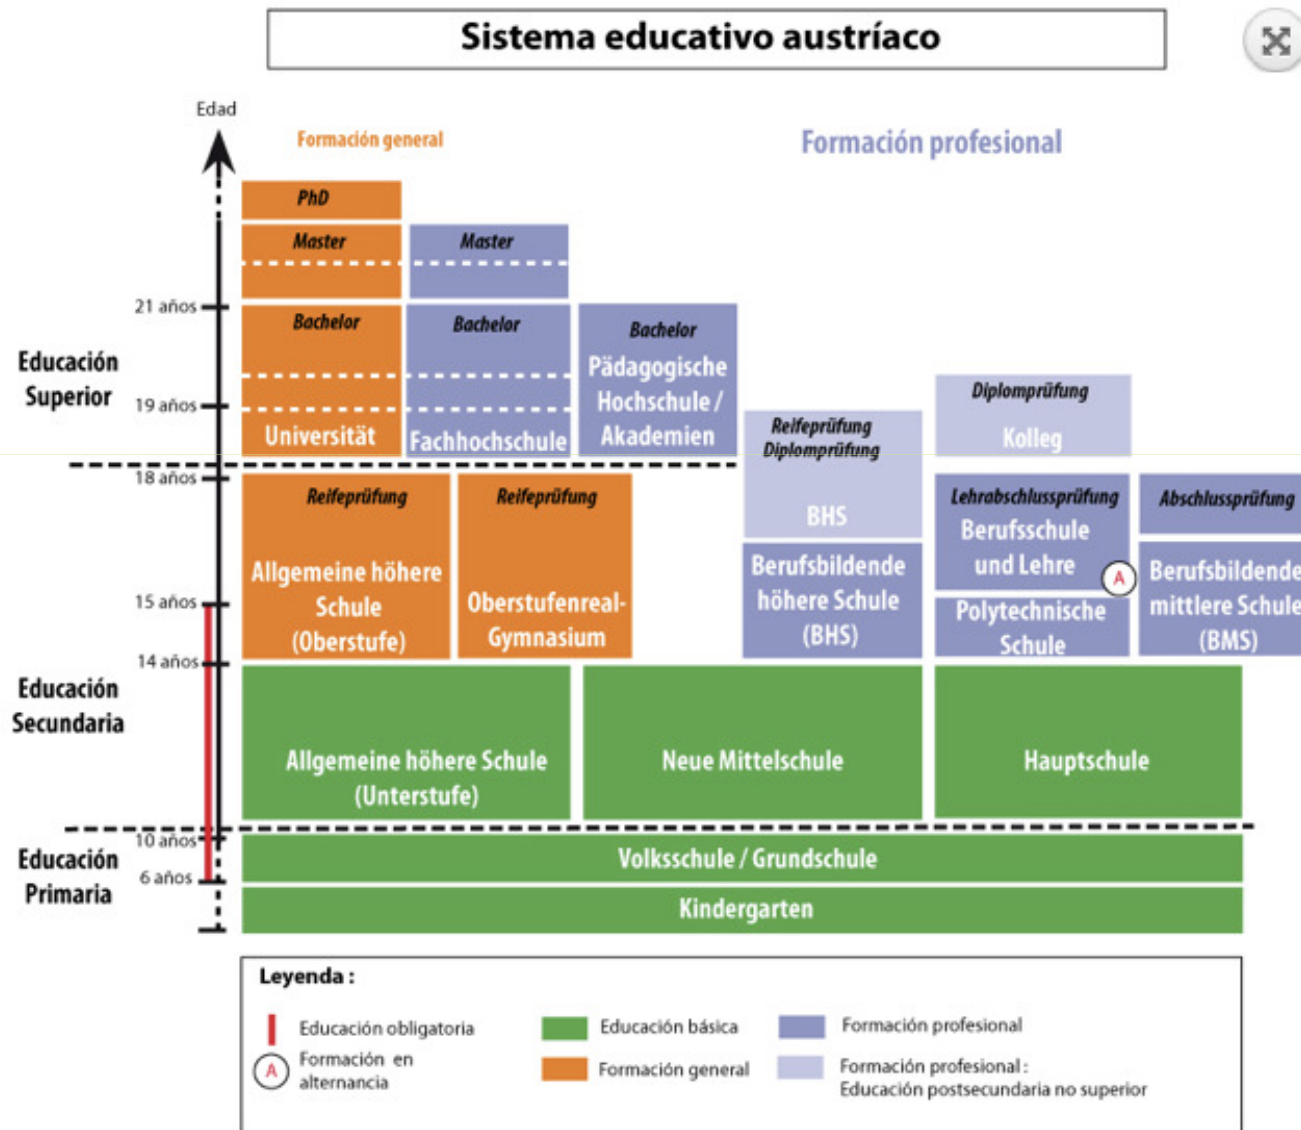 Sistema educativo austríaco
Edad
Formación general
Formación profesional
PhD
Master
Master
21 años
Bachelor
Bachelor
Bachelor
Pädagogische
Hochschule /
Akademien
Educación
Superior
19 años
Universität
Fachhochschule
Reifeprüfung
Diplomprüfung
BHS
Diplomprüfung
Kolleg
18 años
Reifeprüfung
Allgemeine höhere
Schule
(Oberstufe)
Reifeprüfung
Oberstufenreal-
Gymnasium
Berufsbildende
höhere Schule
(BHS)
Lehrabschlussprüfung
Berufsschule
und Lehre
A
Polytechnische
Schule
Abschlussprüfung
Berufsbildende
mittlere Schule
(BMS)
15 años
14 años
Educación
Secundaria
Allgemeine höhere Schule
(Unterstufe)
Neue Mittelschule
Hauptschule
10 años
Educación
Primaria
6 años
Volksschule / Grundschule
Kindergarten
Leyenda :
Educación obligatoria
A
Formación en
alternancia
Educación básica
Formación general
Formación profesional
Formación profesional :
Educación postsecundaria no superior